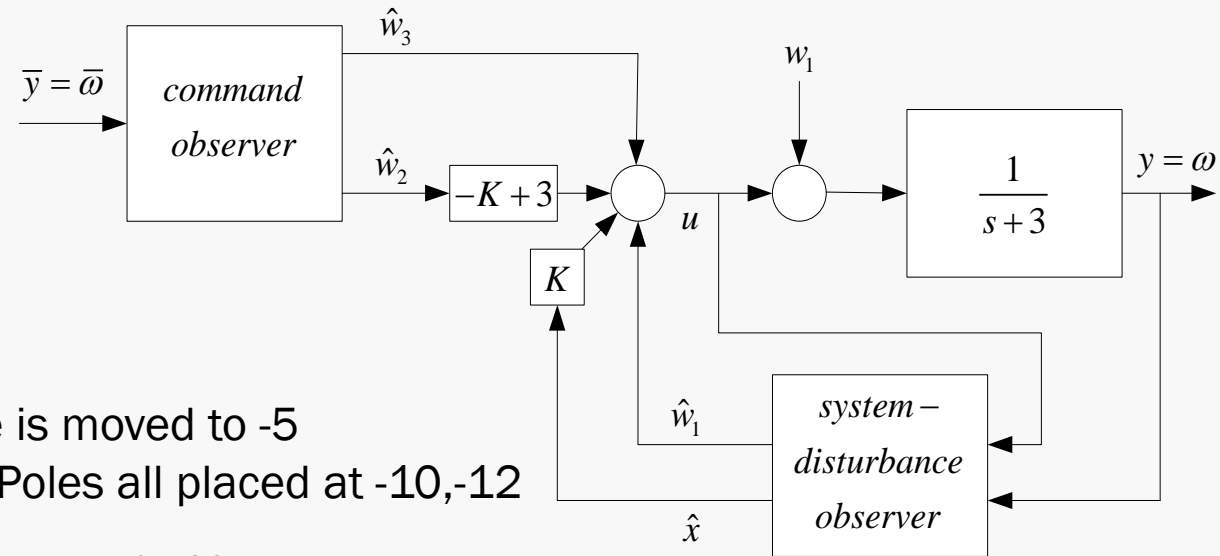 ŵ₃
w₁
ȳ = ω̄
command
observer
1
s + 3
y = ω
ŵ₂
−K + 3
u
K
system −
disturbance
observer
ŵ₁
x̂
e is moved to -5
Poles all placed at -10,-12